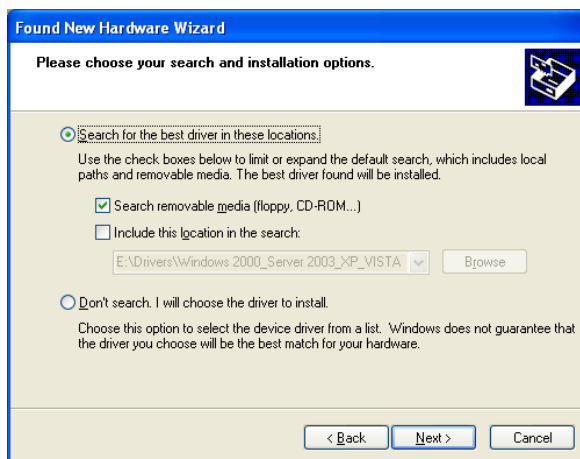 Found New Hardware Wizard
Please choose your search and installation options.
Search for the best driver in these locations.
Use the check boxes below to limit or expand the default search, which includes local
paths and removable media. The best driver found will be installed.
Search removable media (floppy, CD-ROM...)
Include this location in the search:
E:\Drivers\Windows 2000_Server 2003_XP_VISTA
Browse
Don't search. I will choose the driver to install.
Choose this option to select the device driver from a list. Windows does not guarantee that
the driver you choose will be the best match for your hardware.
< Back
Next >
Cancel